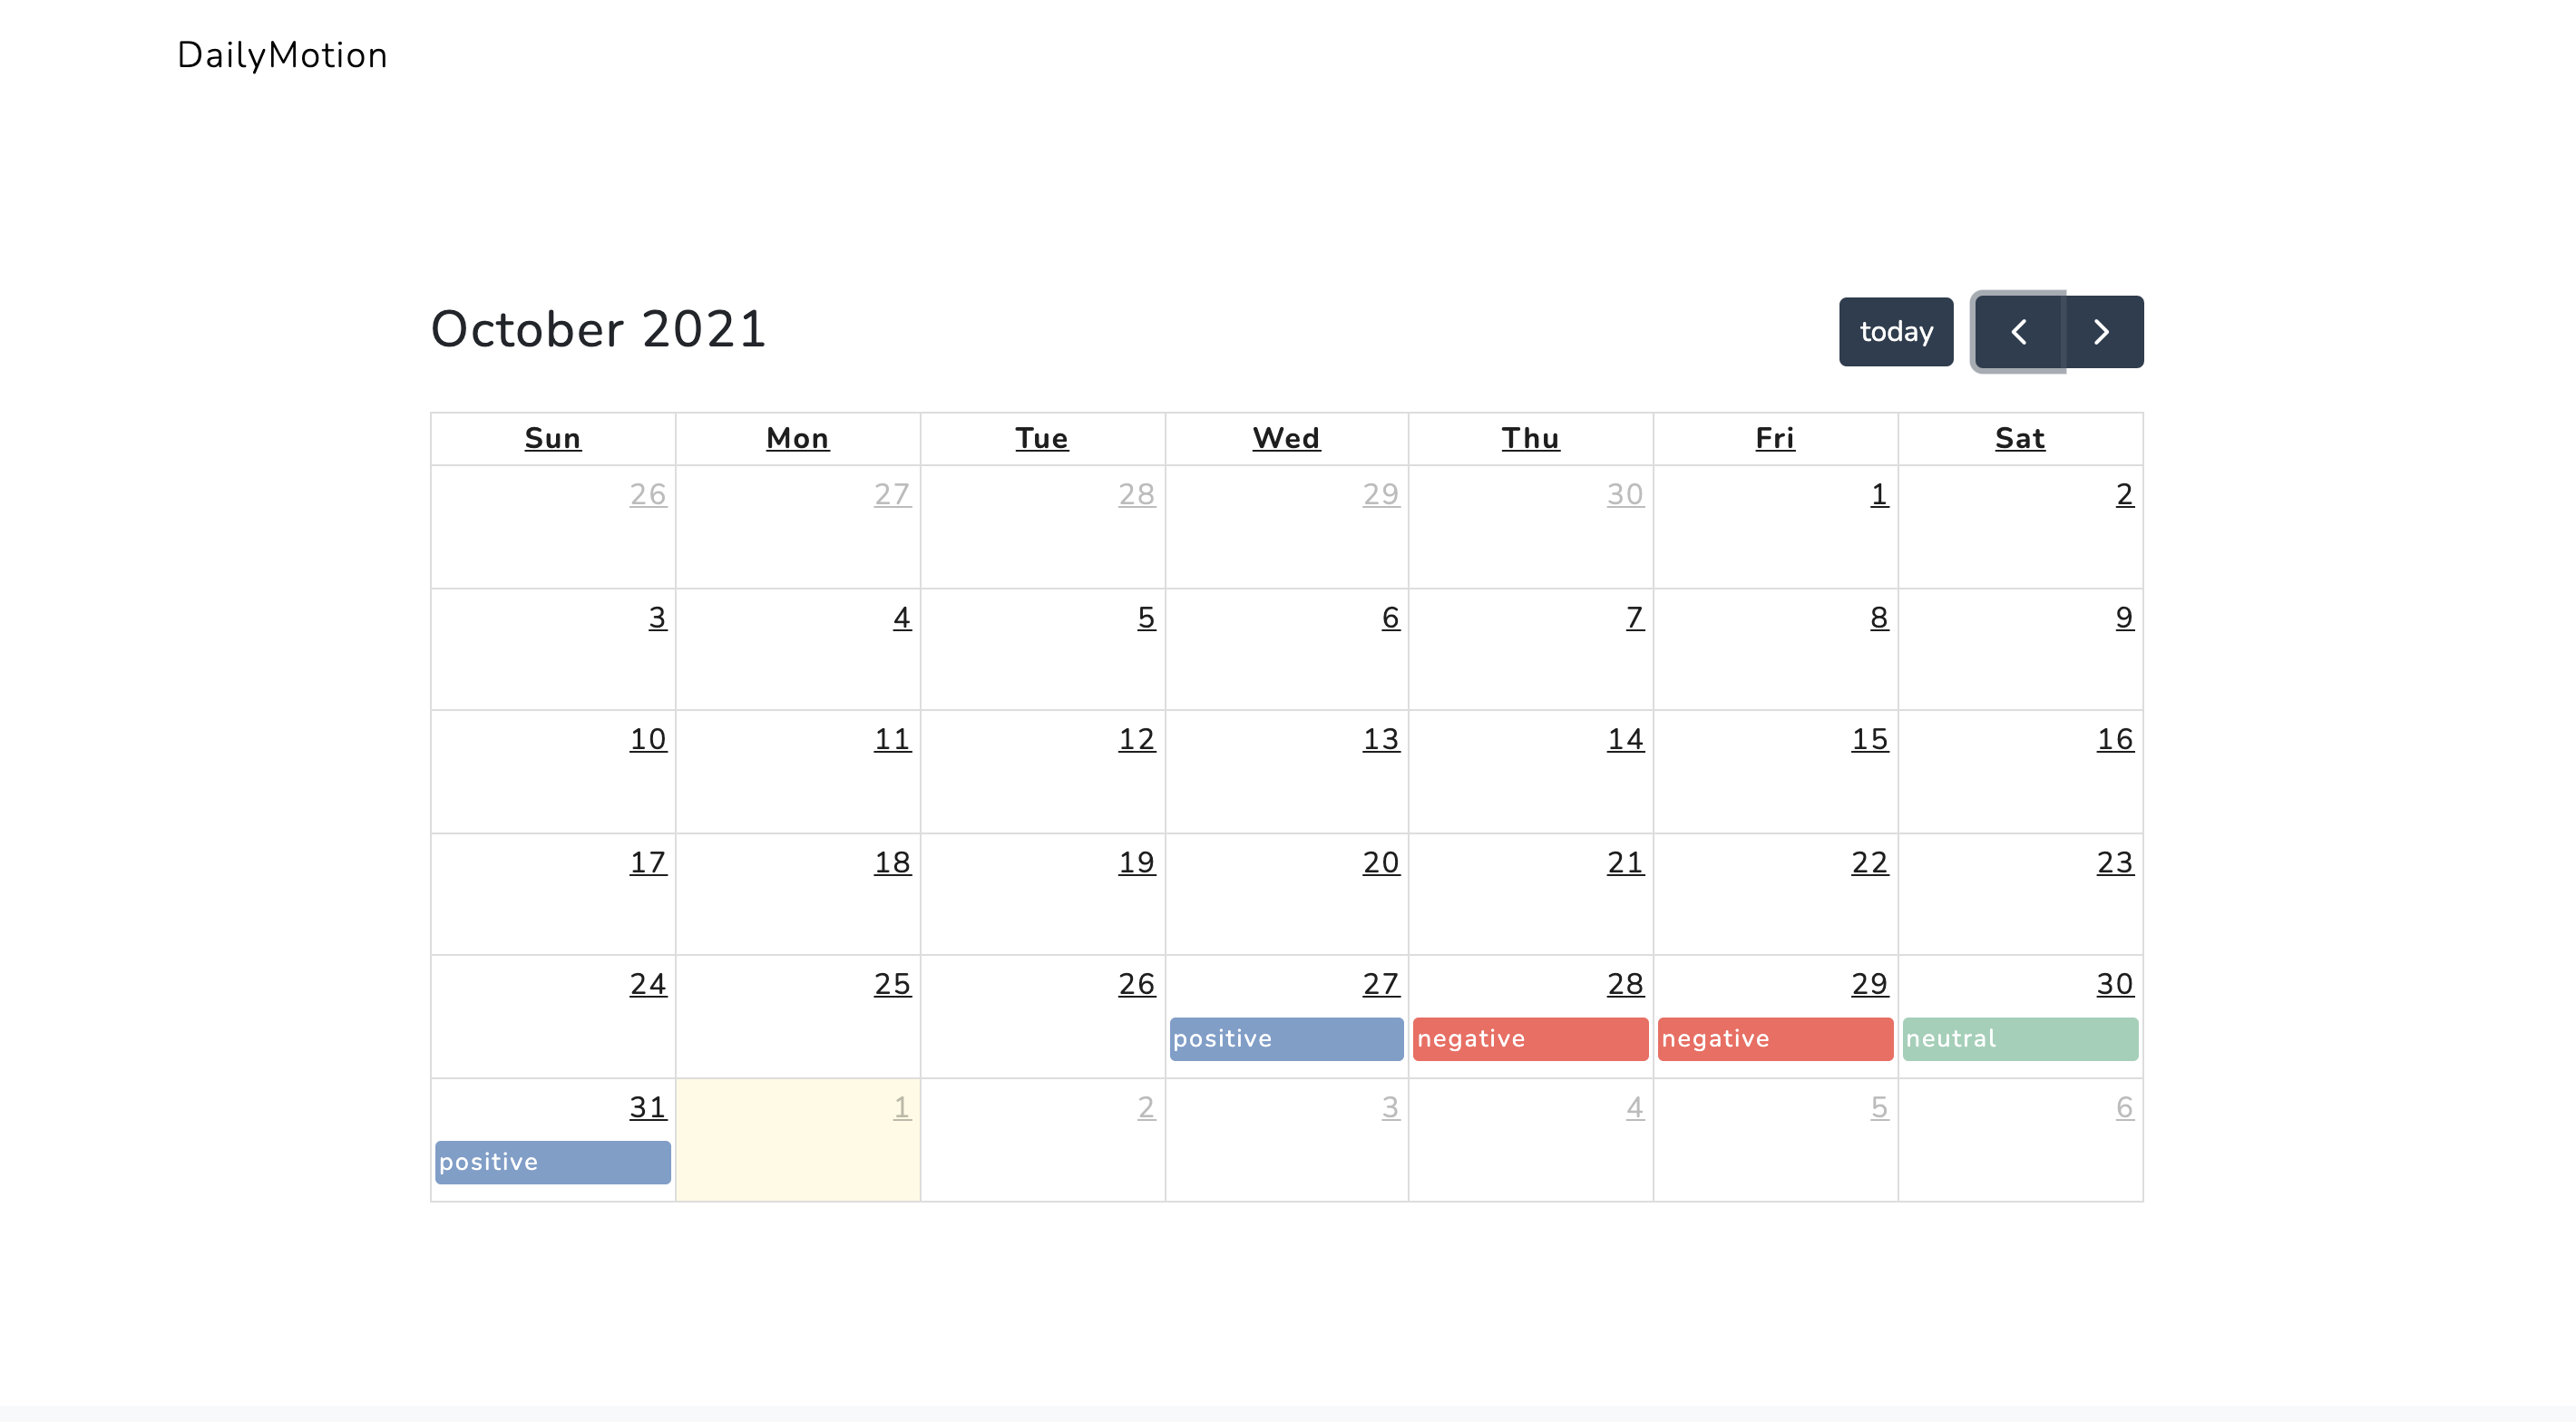 DailyMotion
October 2021
today
Sun Mon Tue Wed Thu Fri Sat
26 27 28 29 30 1 2
3 4 5 6 7 8 9
10 11 12 13 14 15 16
17 18 19 20 21 22 23
24 25 26 27 28 29 30
positive negative negative neutral
31 1 2 3 4 5 6
positive